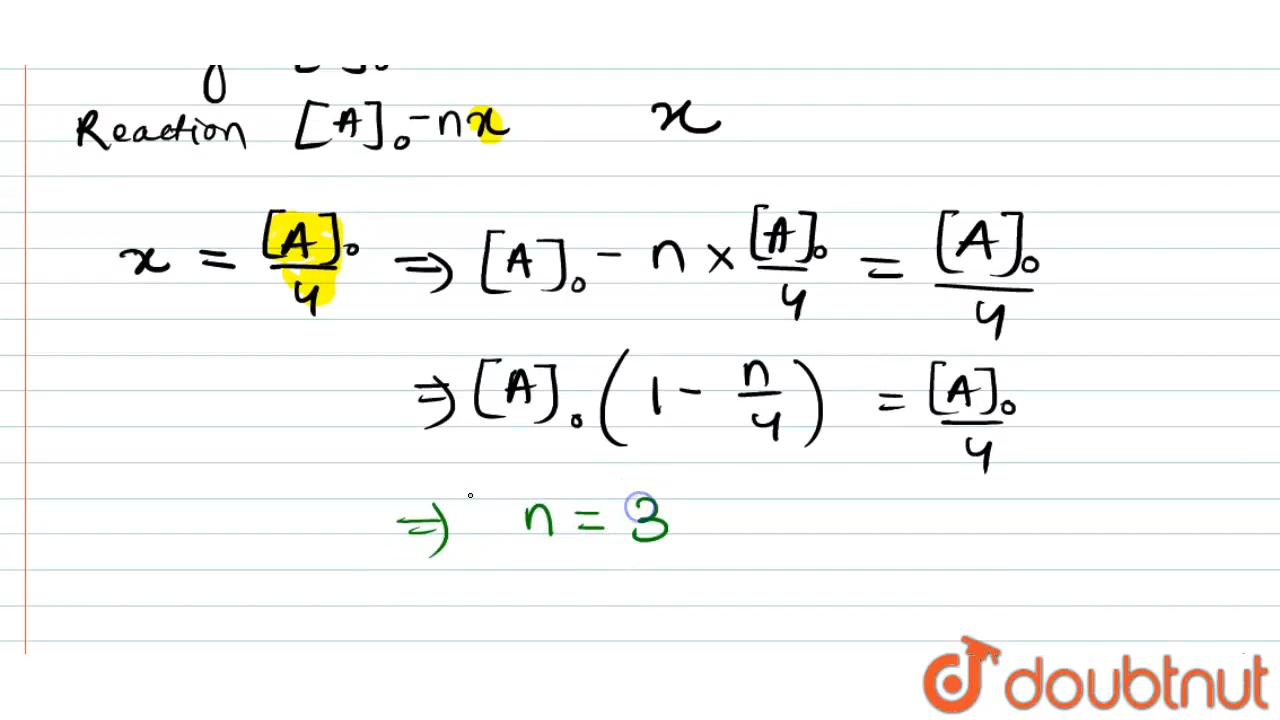 Reaction [A]₀ - nx x
x = [A]₀/4 ⇒ [A]₀ - n × [A]₀/4 = [A]₀/4
⇒ [A]₀ (1 - n/4) = [A]₀/4
⇒ n = 3
doubtnut